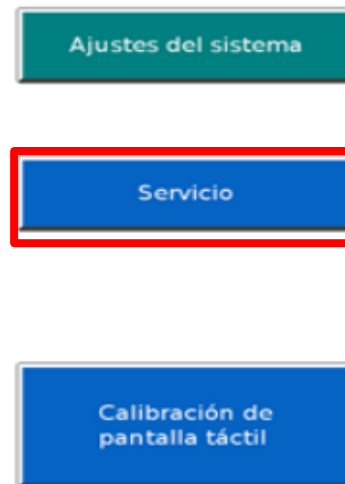 Ajustes del sistema
Servicio
Calibración de
pantalla táctil